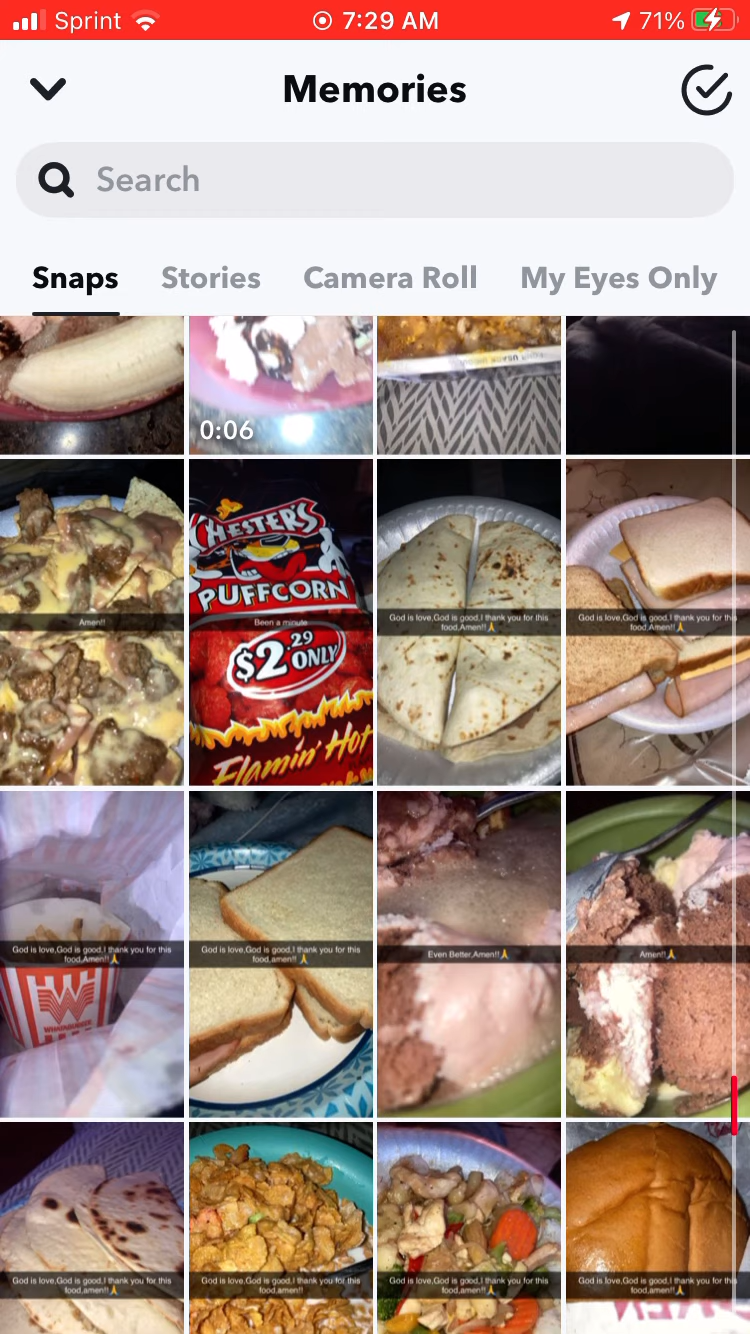 Sprint 7:29 AM 71%
Memories
Search
Snaps Stories Camera Roll My Eyes Only
0:06
Amen!!
CHESTER'S
PUFFCORN
Been a minute
$2.29 ONLY
Flamin' Hot
God is love,God is good,I thank you for this
food,Amen!!🙏
God is love,God is good,I thank you for this
food,Amen!!🙏
God is love,God is good,I thank you for this
food,Amen!!🙏
W
WHATABURGER
God is love,God is good,I thank you for this
food,amen!!🙏
Even Better,Amen!!🙏
Amen!!🙏
God is love,God is good,I thank you for this
food,amen!!🙏
God is love,God is good,I thank you for this
food,amen!!
God is love,God is good,I thank you for this
food,amen!!🙏
God is love,God is good,I thank you for this
food,amen!!🙏